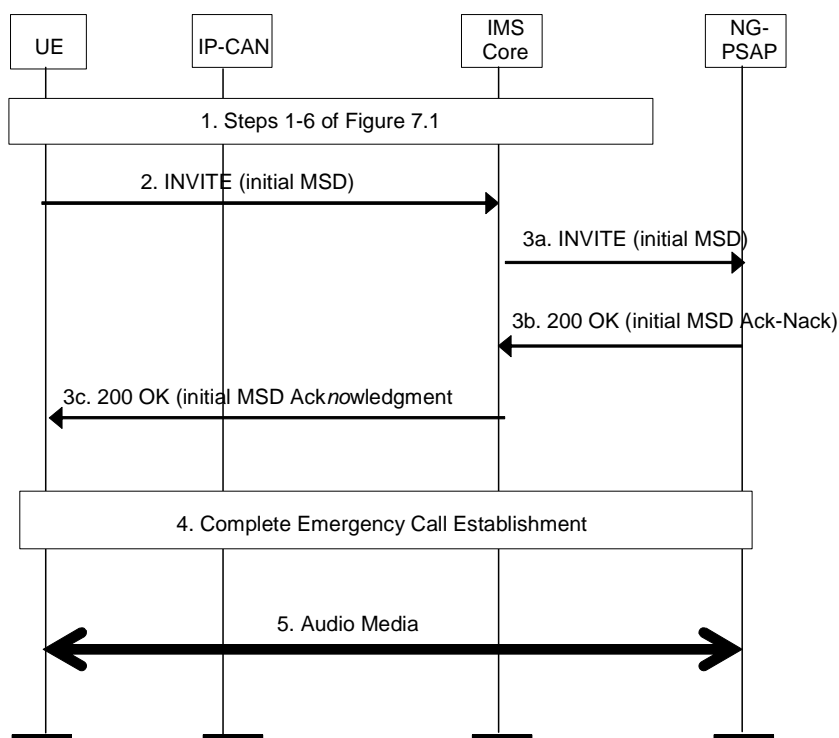 UE
IP-CAN
IMS
Core
NG-
PSAP
1. Steps 1-6 of Figure 7.1
2. INVITE (initial MSD)
3a. INVITE (initial MSD)
3b. 200 OK (initial MSD Ack-Nack)
3c. 200 OK (initial MSD Acknowledgment
4. Complete Emergency Call Establishment
5. Audio Media